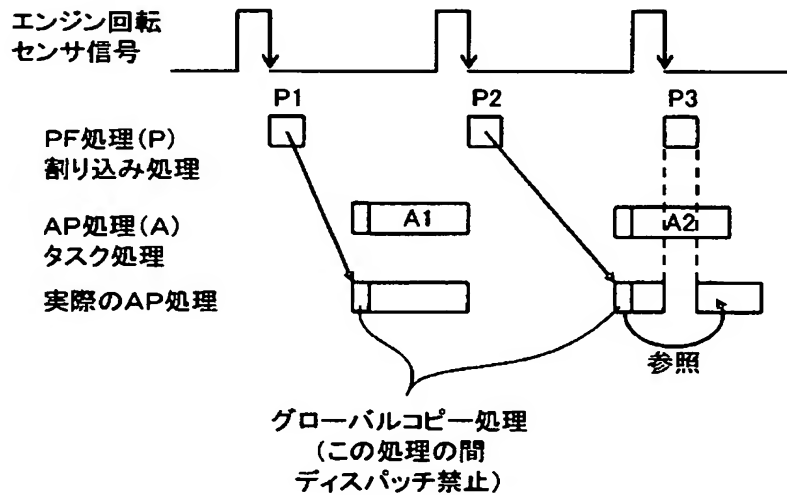 エンジン回転
センサ信号
P1
P2
P3
PF処理(P)
割り込み処理
AP処理(A)
タスク処理
A1
A2
実際のAP処理
参照
グローバルコピー処理
(この処理の間
ディスパッチ禁止)